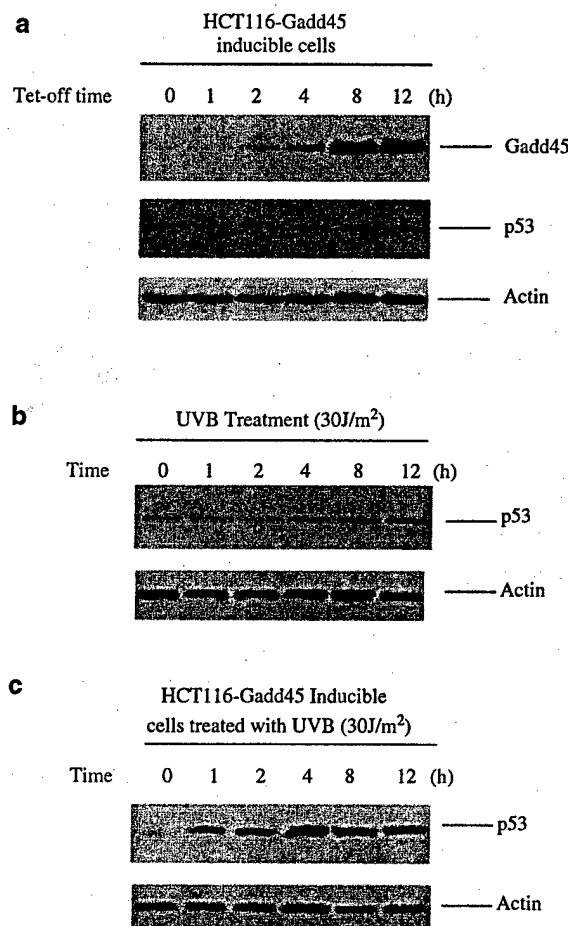 a
HCT116-Gadd45
inducible cells
Tet-off time 0 1 2 4 8 12 (h)
Gadd45
p53
Actin
b
UVB Treatment (30J/m²)
Time 0 1 2 4 8 12 (h)
p53
Actin
c
HCT116-Gadd45 Inducible
cells treated with UVB (30J/m²)
Time 0 1 2 4 8 12 (h)
p53
Actin